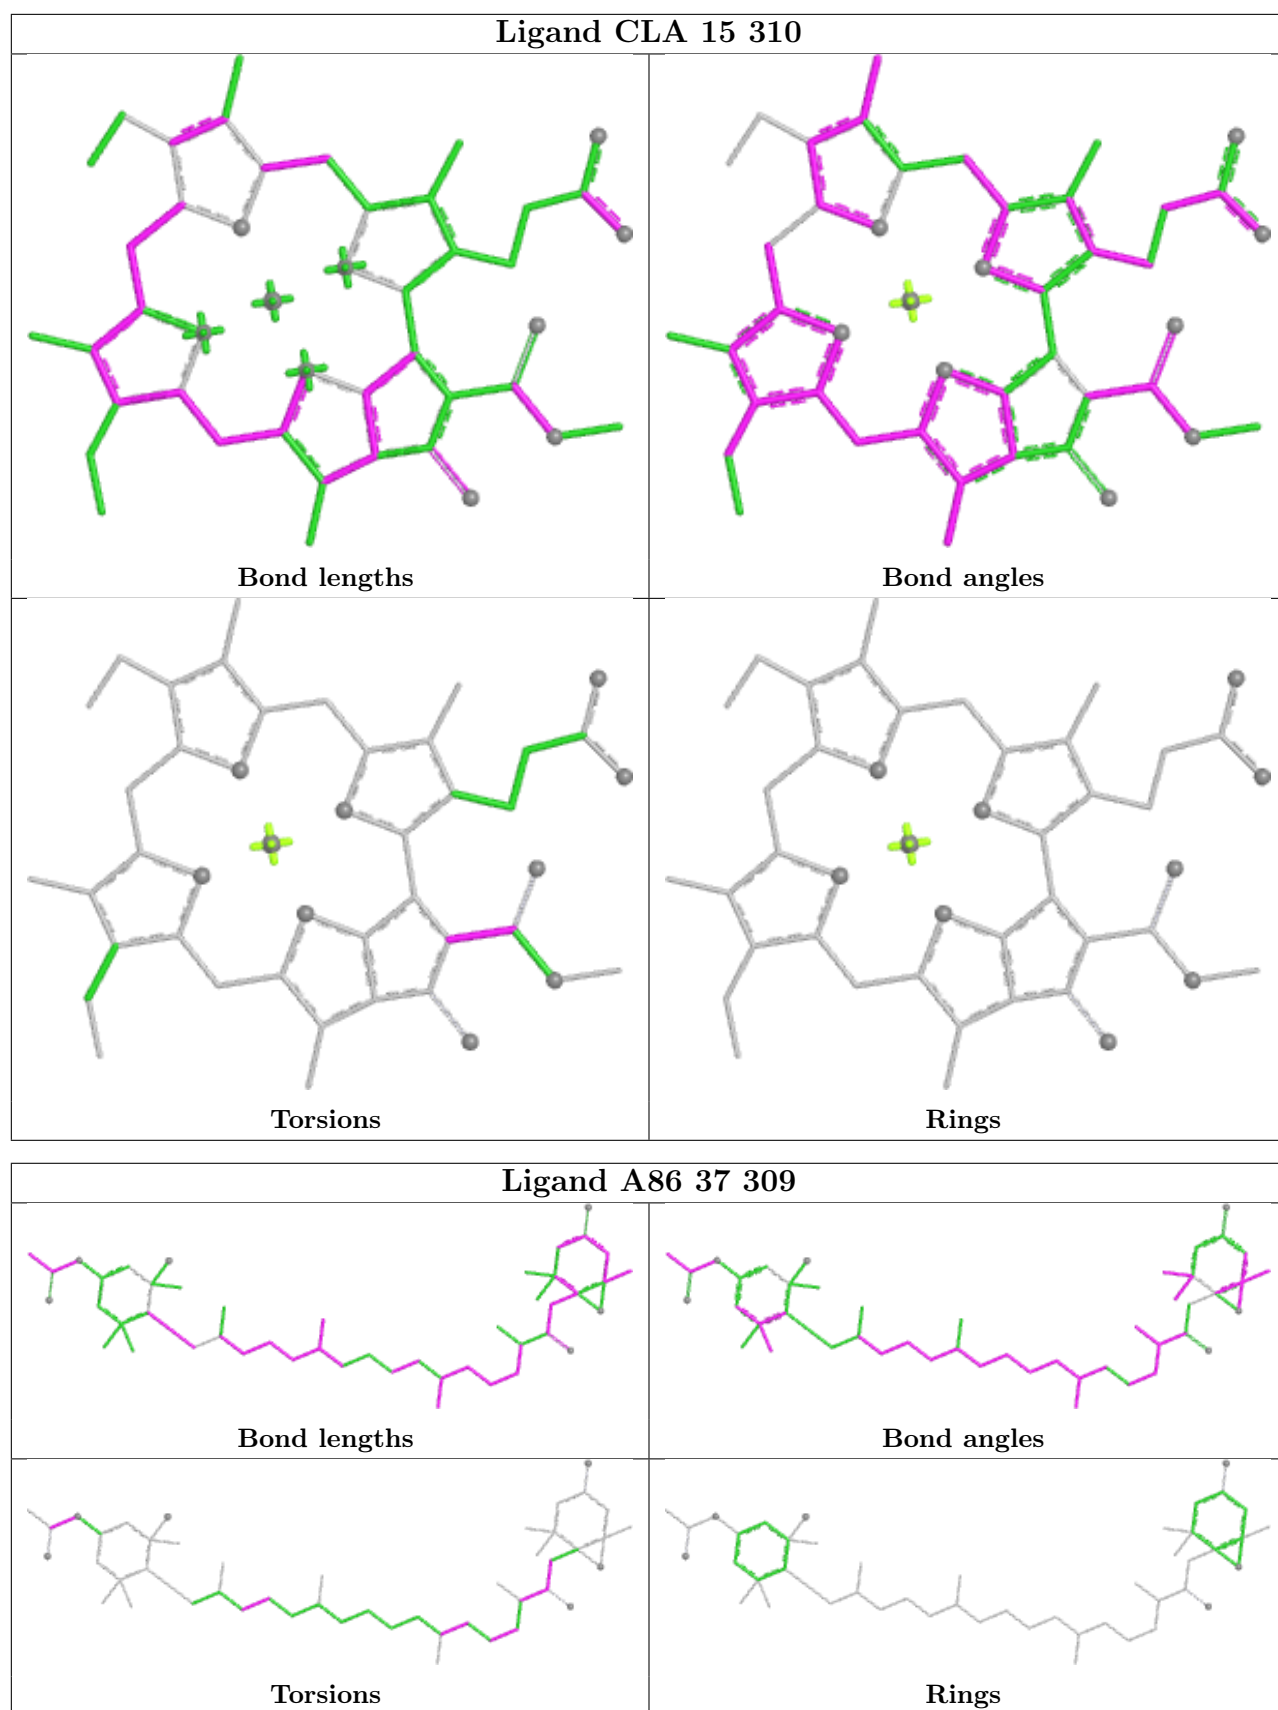 Ligand CLA 15 310
Bond lengths
Bond angles
Torsions
Rings
Ligand A86 37 309
Bond lengths
Bond angles
Torsions
Rings